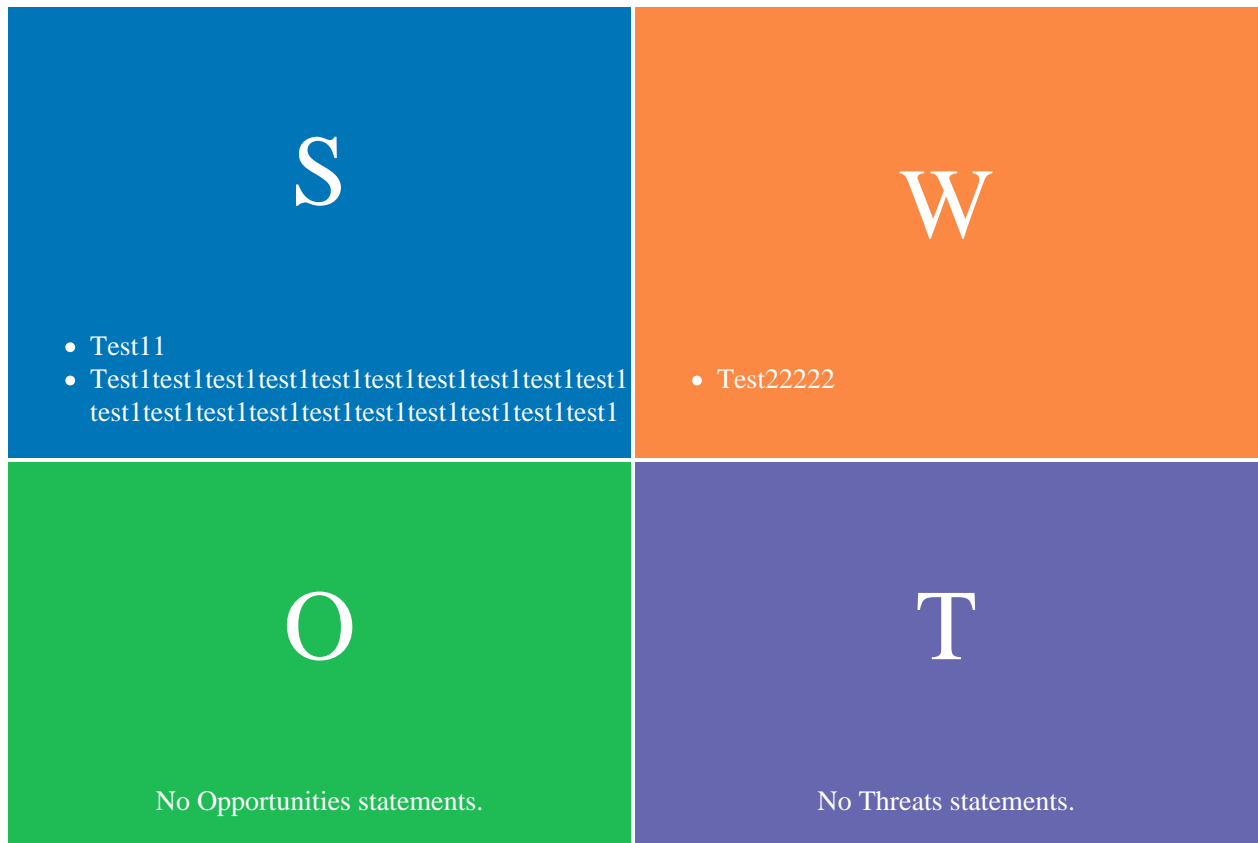 S
• Test11
• Test1test1test1test1test1test1test1test1test1test1
test1test1test1test1test1test1test1test1test1test1
W
• Test22222
O
No Opportunities statements.
T
No Threats statements.